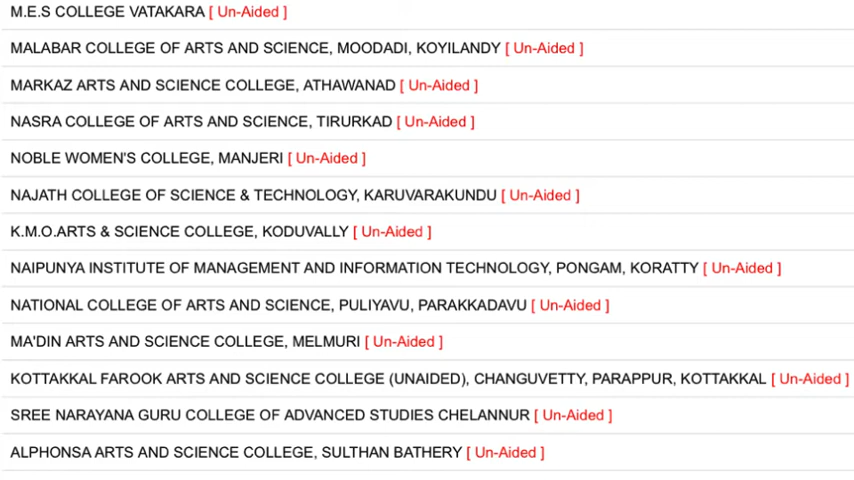 M.E.S COLLEGE VATAKARA [ Un-Aided ]
MALABAR COLLEGE OF ARTS AND SCIENCE, MOODADI, KOYILANDY [ Un-Aided ]
MARKAZ ARTS AND SCIENCE COLLEGE, ATHAWANAD [ Un-Aided ]
NASRA COLLEGE OF ARTS AND SCIENCE, TIRURKAD [ Un-Aided ]
NOBLE WOMEN'S COLLEGE, MANJERI [ Un-Aided ]
NAJATH COLLEGE OF SCIENCE & TECHNOLOGY, KARUVARAKUNDU [ Un-Aided ]
K.M.O.ARTS & SCIENCE COLLEGE, KODUVALLY [ Un-Aided ]
NAIPUNYA INSTITUTE OF MANAGEMENT AND INFORMATION TECHNOLOGY, PONGAM, KORATTY [ Un-Aided ]
NATIONAL COLLEGE OF ARTS AND SCIENCE, PULIYAVU, PARAKKADAVU [ Un-Aided ]
MA'DIN ARTS AND SCIENCE COLLEGE, MELMURI [ Un-Aided ]
KOTTAKKAL FAROOK ARTS AND SCIENCE COLLEGE (UNAIDED), CHANGUVETTY, PARAPPUR, KOTTAKKAL [ Un-Aided ]
SREE NARAYANA GURU COLLEGE OF ADVANCED STUDIES CHELANNUR [ Un-Aided ]
ALPHONSA ARTS AND SCIENCE COLLEGE, SULTHAN BATHERY [ Un-Aided ]